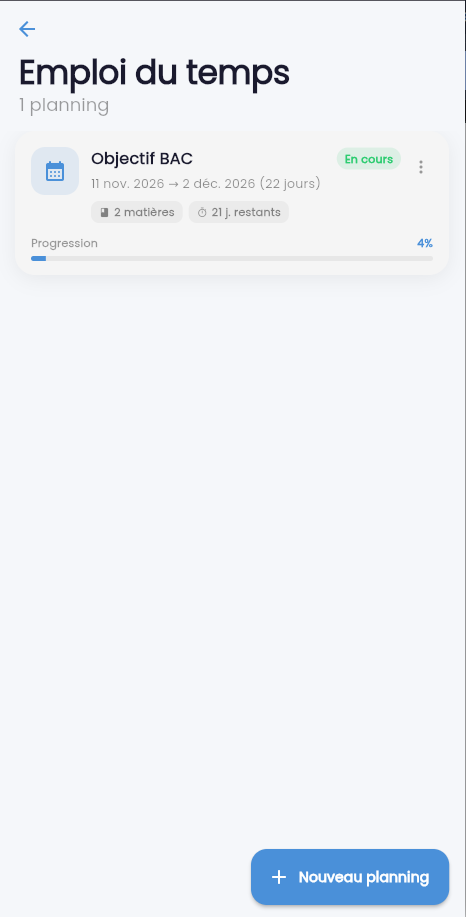 Emploi du temps
1 planning
Objectif BAC
En cours
11 nov. 2026 → 2 déc. 2026 (22 jours)
2 matières
21 j. restants
Progression
4%
Nouveau planning